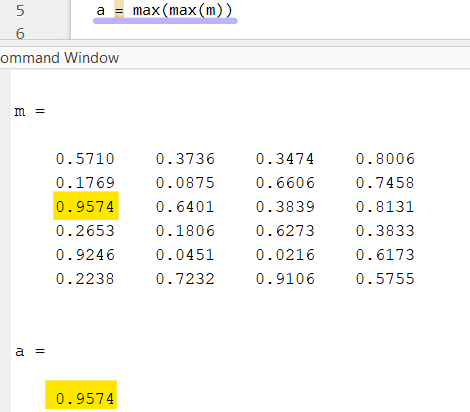 5 a = max(max(m))
6
ommand Window
m =
0.5710 0.3736 0.3474 0.8006
0.1769 0.0875 0.6606 0.7458
0.9574 0.6401 0.3839 0.8131
0.2653 0.1806 0.6273 0.3833
0.9246 0.0451 0.0216 0.6173
0.2238 0.7232 0.9106 0.5755
a =
0.9574